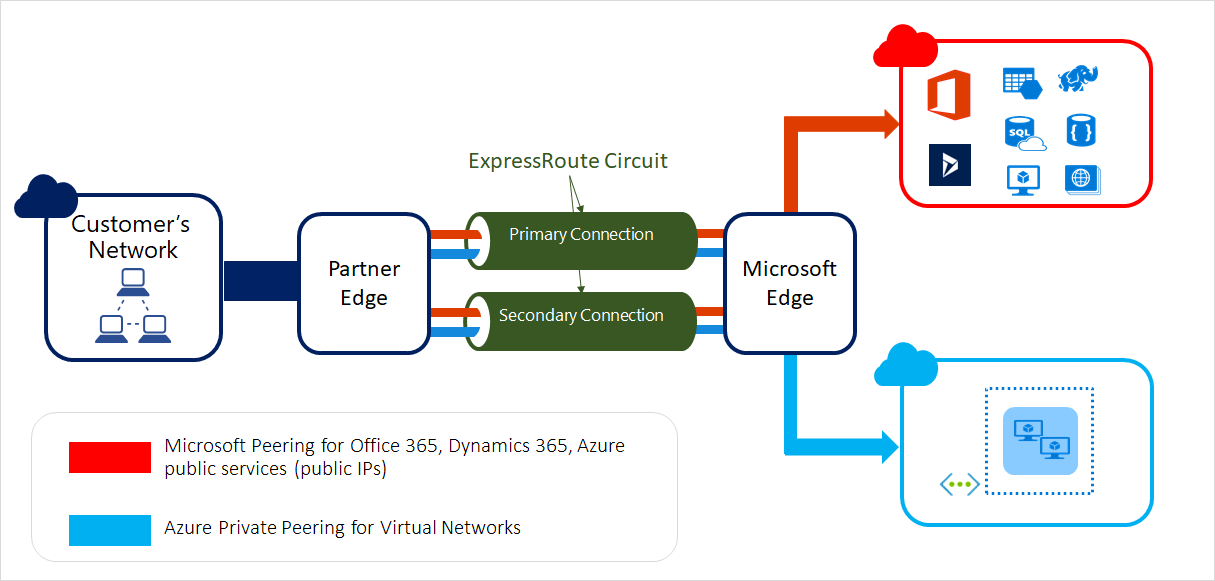 ExpressRoute Circuit
Customer's
Network
Partner
Edge
Primary Connection
Secondary Connection
Microsoft
Edge
SQL
Microsoft Peering for Office 365, Dynamics 365, Azure
public services (public IPs)
Azure Private Peering for Virtual Networks